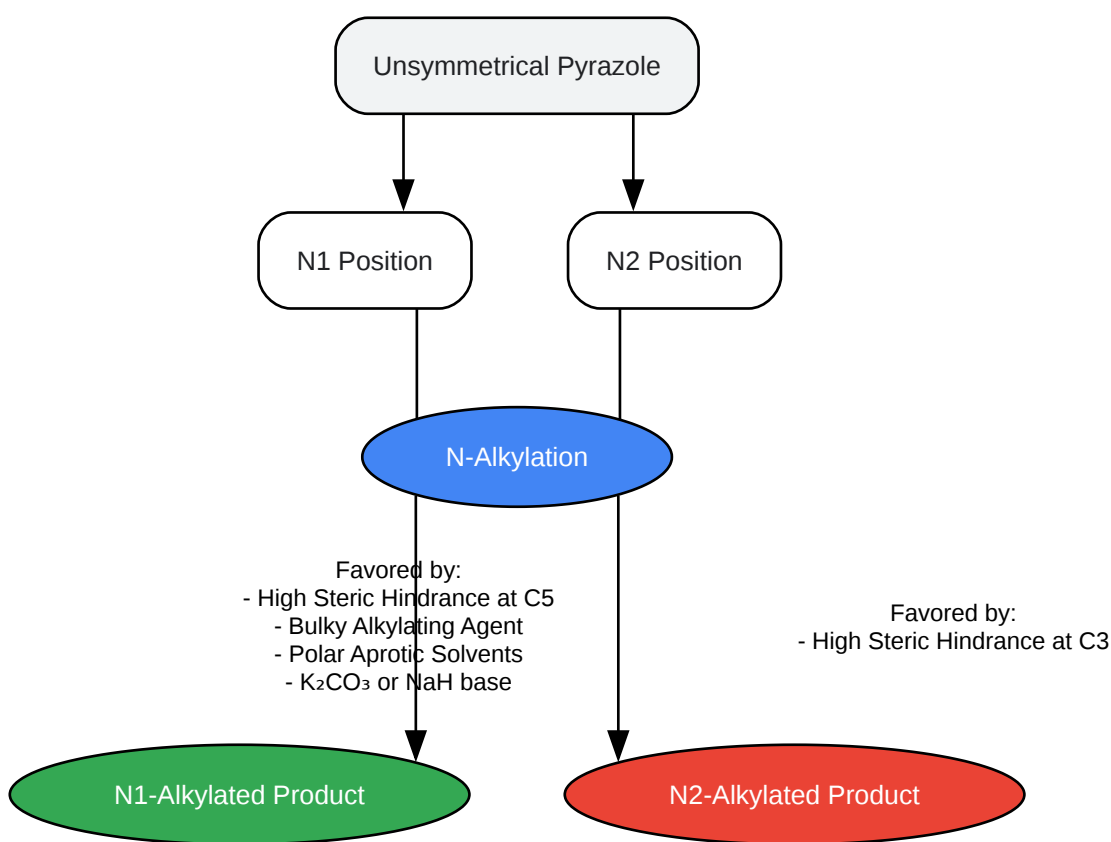 Unsymmetrical Pyrazole
N1 Position
N2 Position
N-Alkylation
Favored by:
- High Steric Hindrance at C5
- Bulky Alkylating Agent
- Polar Aprotic Solvents
- K₂CO₃ or NaH base
Favored by:
- High Steric Hindrance at C3
N1-Alkylated Product
N2-Alkylated Product